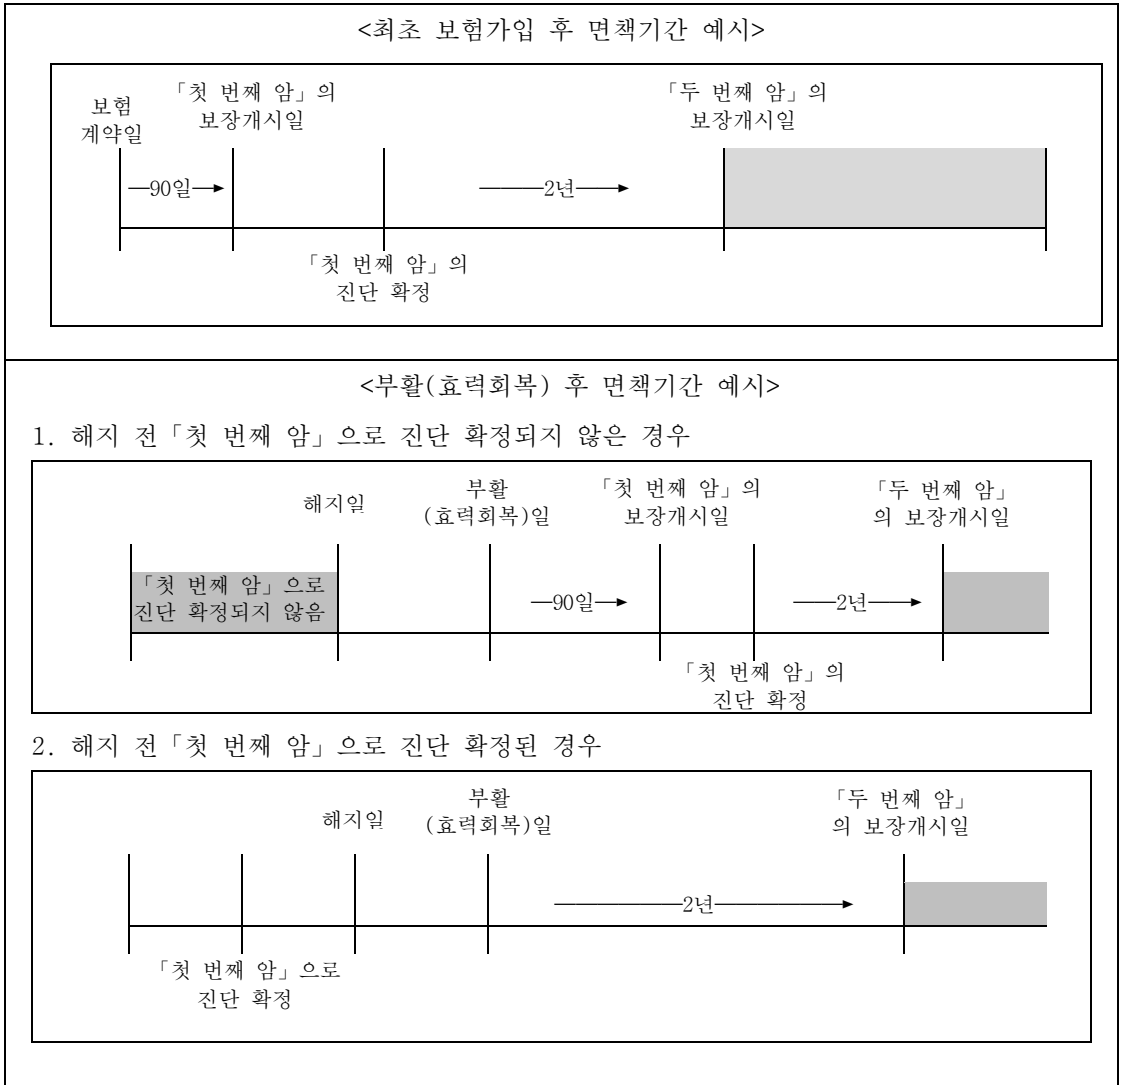 <최초 보험가입 후 면책기간 예시>
보험
계약일
「첫 번째 암」의
보장개시일
「두 번째 암」의
보장개시일
90일
2년
「첫 번째 암」의
진단 확정
<부활(효력회복) 후 면책기간 예시>
1. 해지 전「첫 번째 암」으로 진단 확정되지 않은 경우
해지일
부활
(효력회복)일
「첫 번째 암」의
보장개시일
「두 번째 암」
의 보장개시일
「첫 번째 암」으로
진단 확정되지 않음
90일
2년
「첫 번째 암」의
진단 확정
2. 해지 전「첫 번째 암」으로 진단 확정된 경우
해지일
부활
(효력회복)일
「두 번째 암」
의 보장개시일
2년
「첫 번째 암」으로
진단 확정